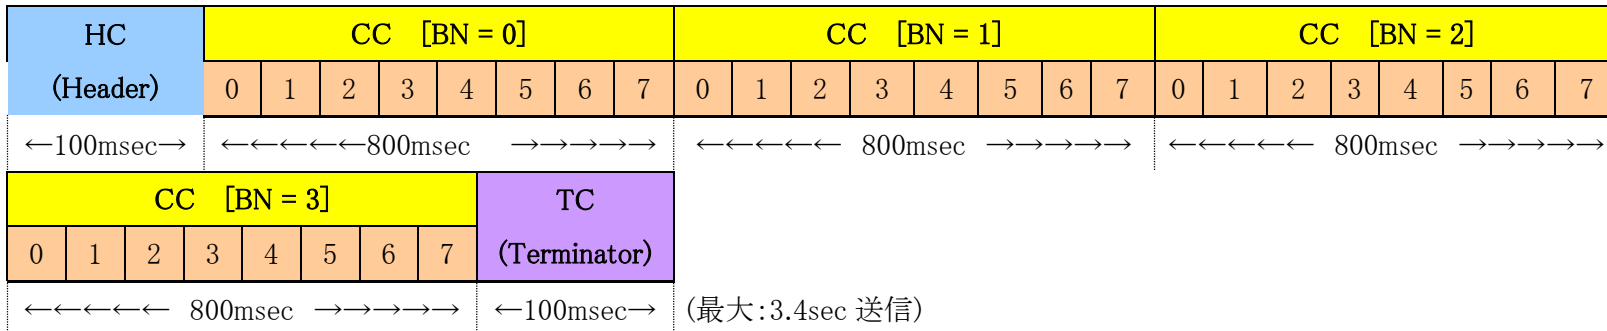 HC CC [BN = 0] CC [BN = 1] CC [BN = 2]
(Header) 0 1 2 3 4 5 6 7 0 1 2 3 4 5 6 7 0 1 2 3 4 5 6 7
←100msec→ ←←←←←800msec →→→→→ ←←←←← 800msec →→→→→ ←←←←← 800msec →→→→→
CC [BN = 3] TC
0 1 2 3 4 5 6 7 (Terminator)
←←←←← 800msec →→→→→ ←100msec→ (最大:3.4sec 送信)